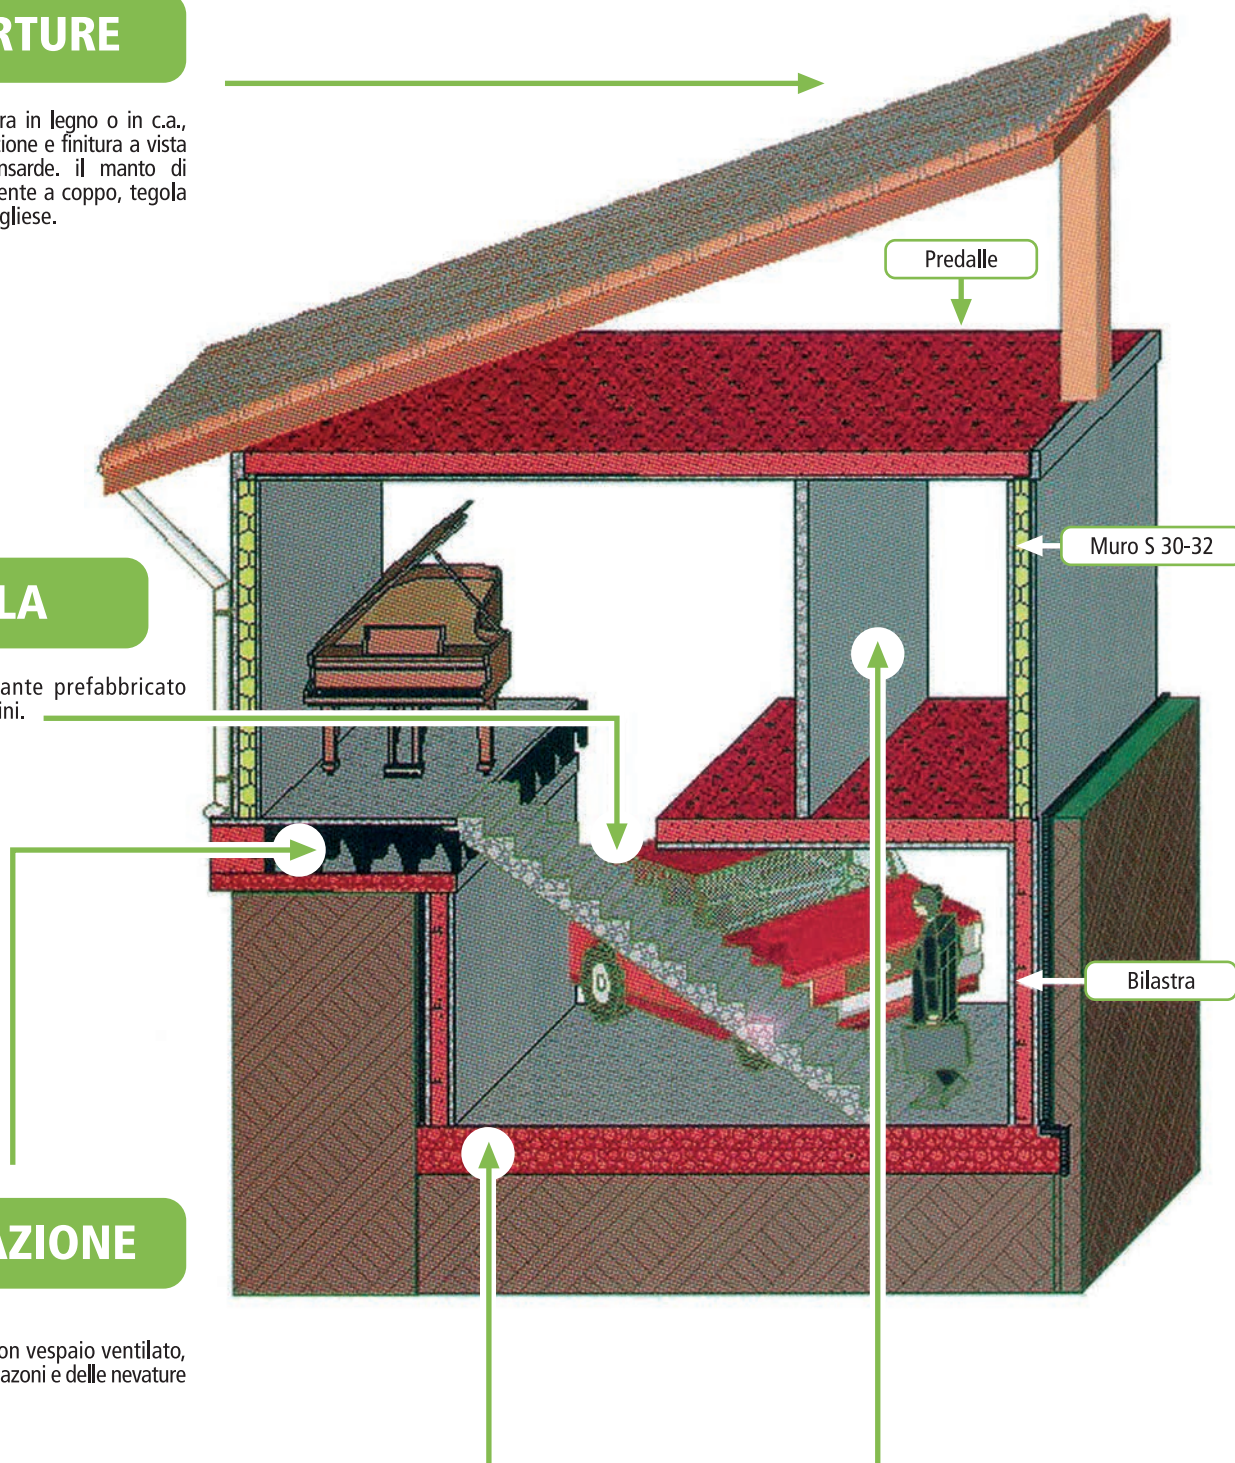 RTURE
ra in legno o in c.a.,
zione e finitura a vista
nsarde. il manto di
ente a coppo, tegola
gliese.
Predalle
Muro S 30-32
LA
ante prefabbricato
ini.
Bilastra
AZIONE
on vespaio ventilato,
azoni e delle nevature